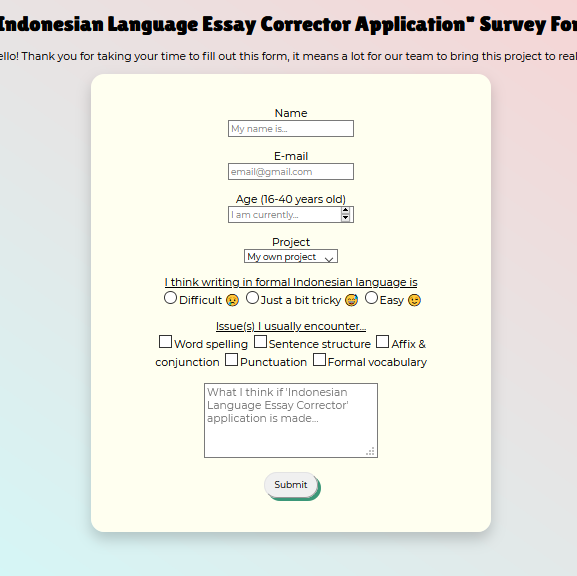 Indonesian Language Essay Corrector Application" Survey For
ello! Thank you for taking your time to fill out this form, it means a lot for our team to bring this project to real
Name
My name is...
E-mail
email@gmail.com
Age (16-40 years old)
I am currently...
Project
My own project
I think writing in formal Indonesian language is
Difficult 😢 Just a bit tricky 😅 Easy 😉
Issue(s) I usually encounter...
Word spelling Sentence structure Affix &
conjunction Punctuation Formal vocabulary
What I think if 'Indonesian
Language Essay Corrector'
application is made...
Submit